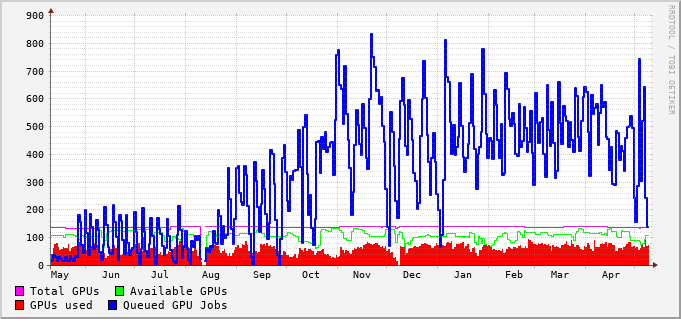 900
800
700
600
500
400
300
200
100
0
May Jun Jul Aug Sep Oct Nov Dec Jan Feb Mar Apr
Total GPUs Available GPUs
GPUs used Queued GPU Jobs
RRDTOOL / TOBI OETIKER